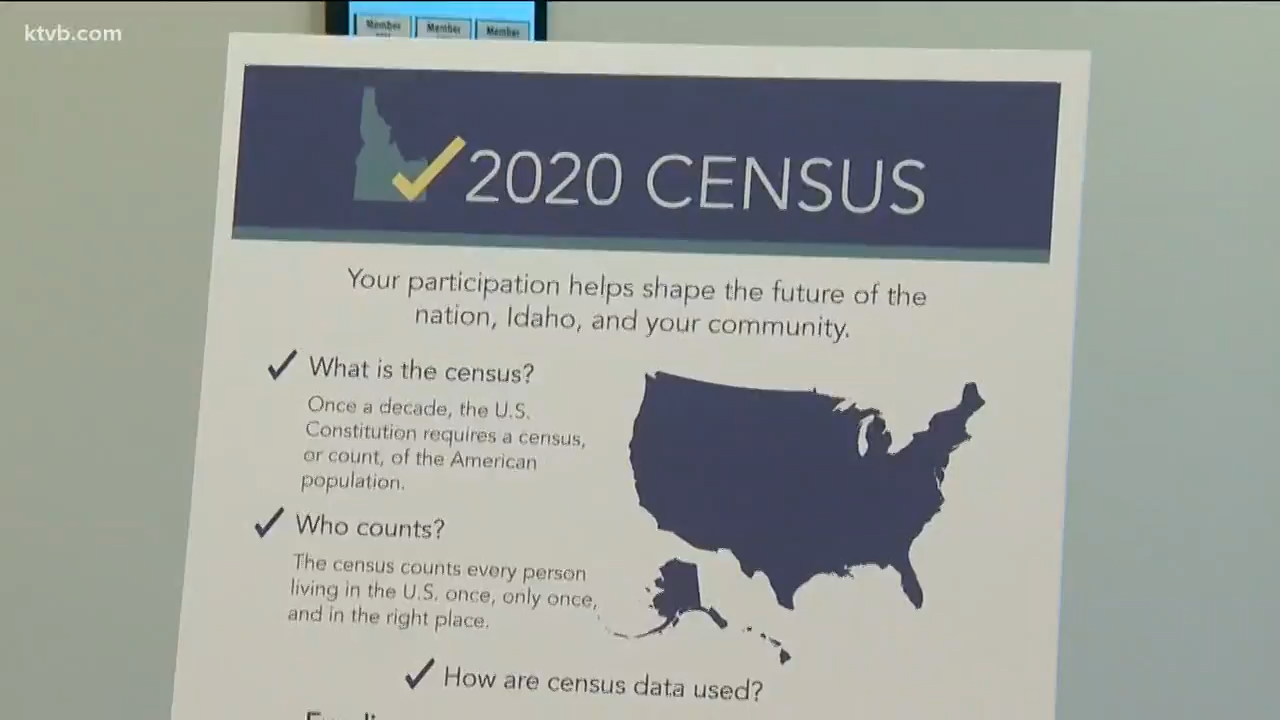 ktvb.com
Member Member Member
2020 CENSUS
Your participation helps shape the future of the
nation, Idaho, and your community.
What is the census?
Once a decade, the U.S.
Constitution requires a census,
or count, of the American
population.
Who counts?
The census counts every person
living in the U.S. once, only once,
and in the right place.
How are census data used?